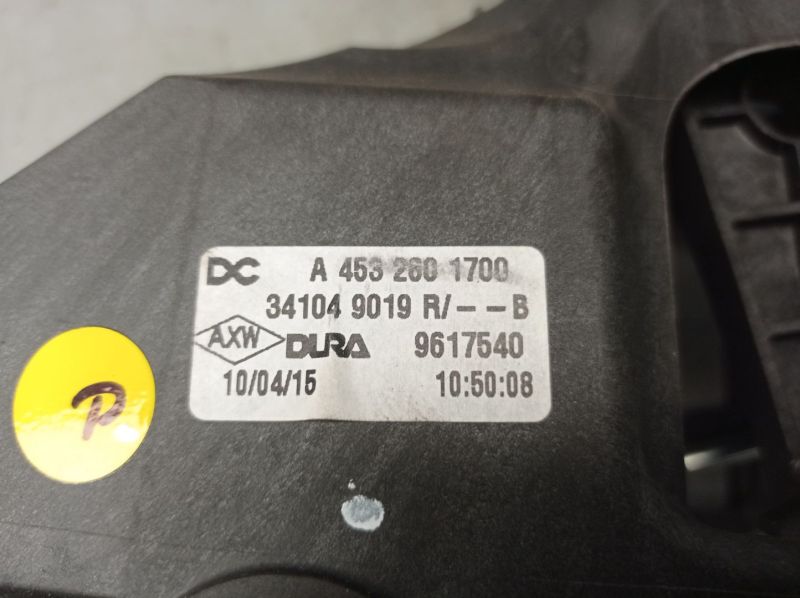 DC A 453 260 1700
34104 9019 R/--B
AXW DURA 9617540
10/04/15 10:50:08
P